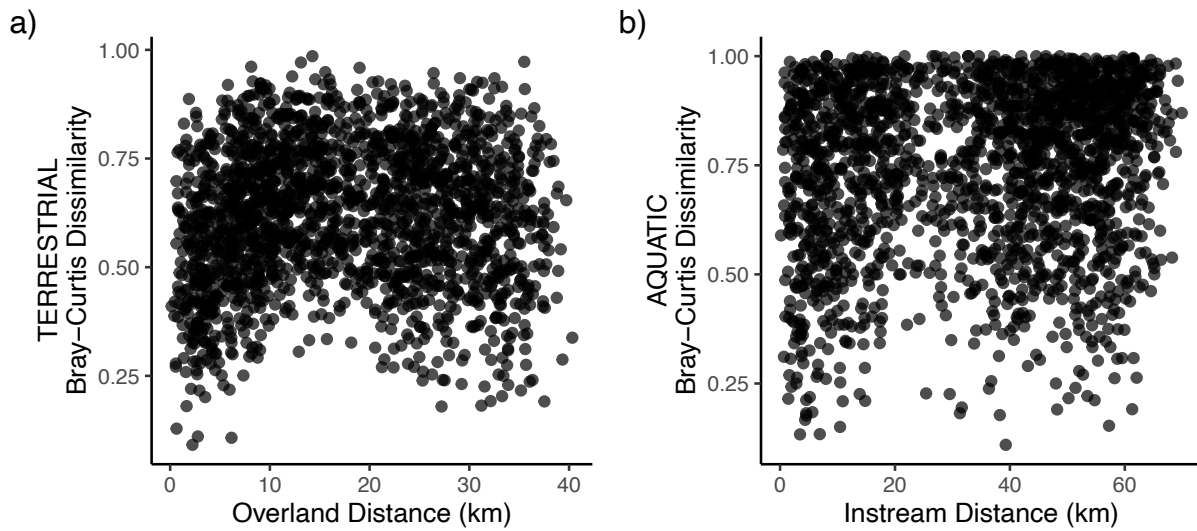 a)
TERRESTRIAL
Bray−Curtis Dissimilarity
1.00
0.75
0.50
0.25
0
10
20
30
40
Overland Distance (km)
b)
AQUATIC
Bray−Curtis Dissimilarity
1.00
0.75
0.50
0.25
0
20
40
60
Instream Distance (km)